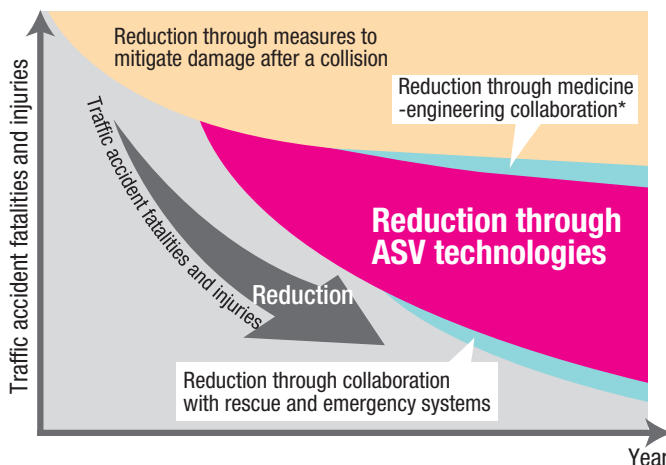 Reduction through measures to
mitigate damage after a collision
Reduction through medicine
-engineering collaboration*
Traffic accident fatalities and injuries
Traffic accident fatalities and injuries
Reduction through
ASV technologies
Reduction
Reduction through collaboration
with rescue and emergency systems
Year